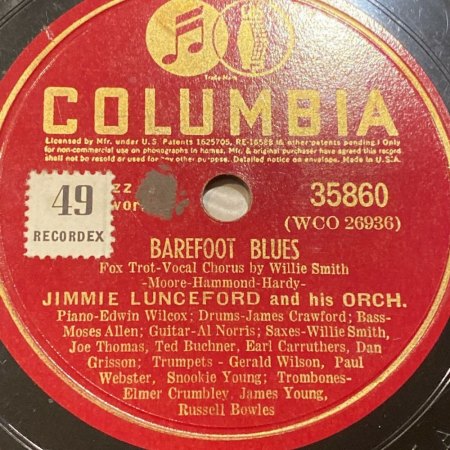 Trade Mark
COLUMBIA
Licensed by Mfr. under U.S. Patents 1625705, RE-16588 (& other patents pending) Only
for non-commercial use on phonographs in homes. Mfr. & original purchaser have agreed this record
shall not be resold or used for any other purpose. Detailed notice on envelope. Made in U.S.A.
49
RECORDEX
35860
(WCO 26936)
BAREFOOT BLUES
Fox Trot-Vocal Chorus by Willie Smith
-Moore-Hammond-Hardy-
JIMMIE LUNCEFORD and his ORCH.
Piano-Edwin Wilcox; Drums-James Crawford; Bass-
Moses Allen; Guitar-Al Norris; Saxes-Willie Smith,
Joe Thomas, Ted Buchner, Earl Carruthers, Dan
Grisson; Trumpets - Gerald Wilson, Paul
Webster, Snookie Young; Trombones-
Elmer Crumbley, James Young,
Russell Bowles